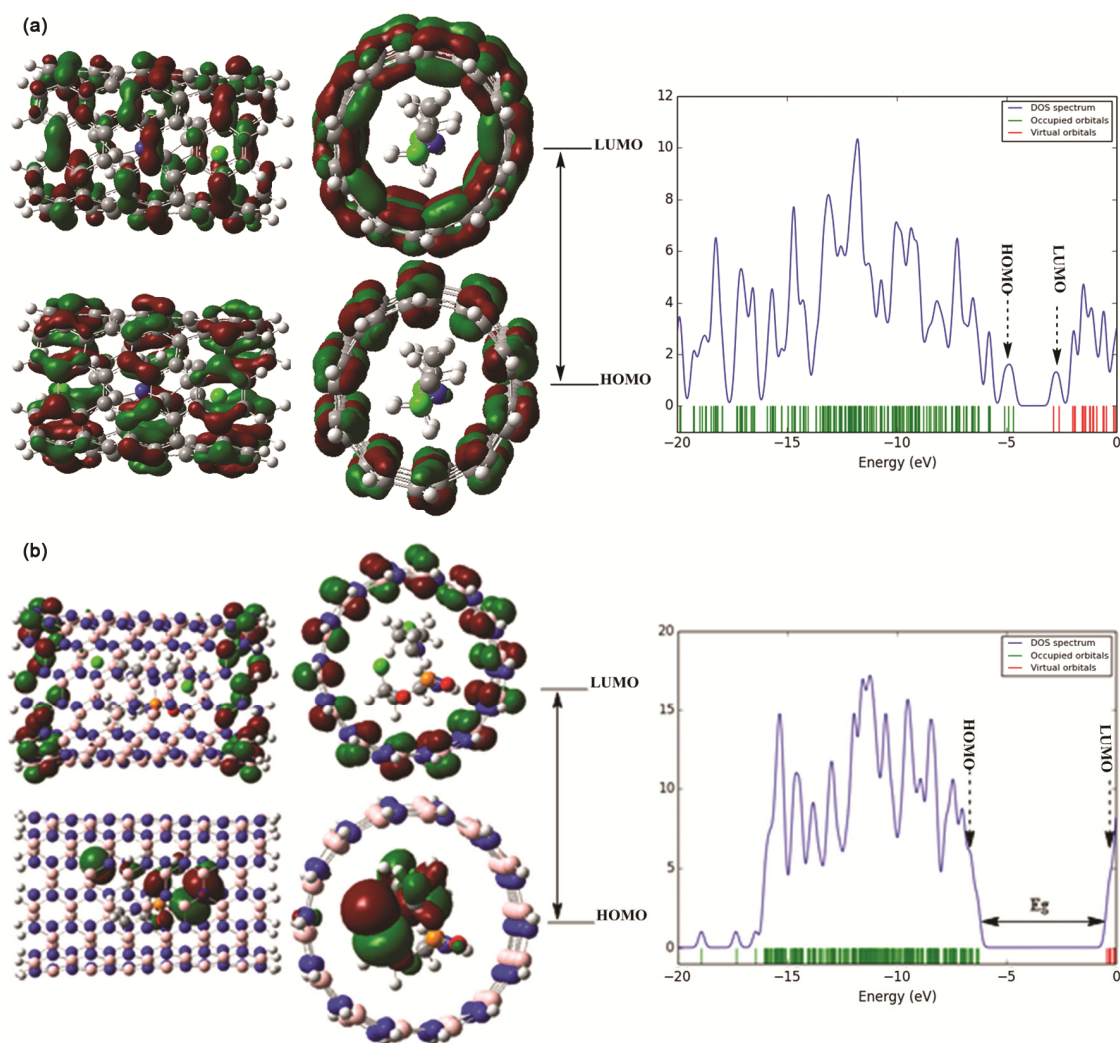 (a)
LUMO
HOMO
12
10
8
6
4
2
0
DOS spectrum
Occupied orbitals
Virtual orbitals
HOMO
LUMO
-20
-15
-10
-5
0
Energy (eV)
(b)
LUMO
HOMO
20
15
10
5
0
DOS spectrum
Occupied orbitals
Virtual orbitals
HOMO
LUMO
Eg
-20
-15
-10
-5
0
Energy (eV)